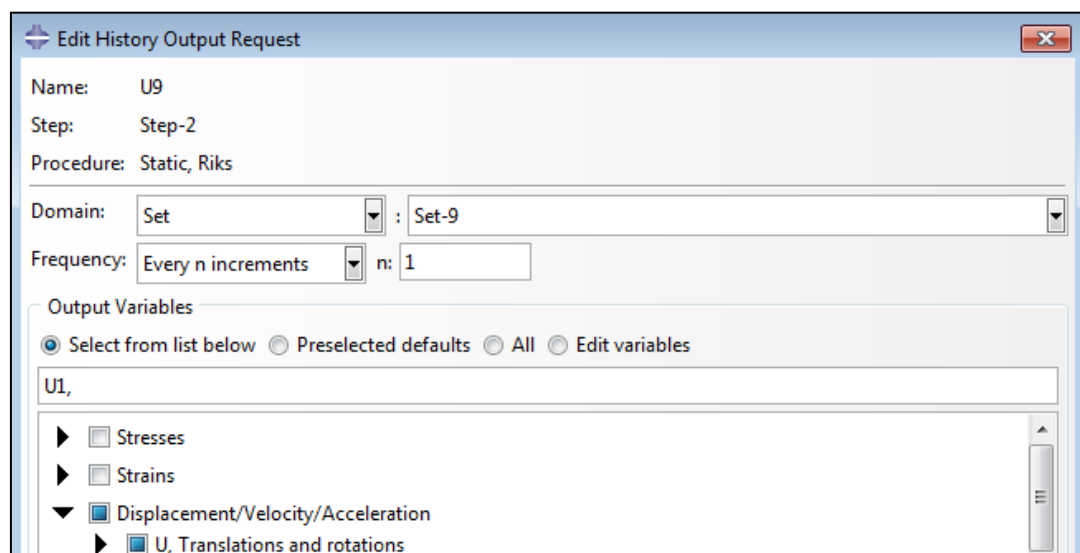 Edit History Output Request
Name: U9
Step: Step-2
Procedure: Static, Riks
Domain: Set : Set-9
Frequency: Every n increments n: 1
Output Variables
Select from list below Preselected defaults All Edit variables
U1,
Stresses
Strains
Displacement/Velocity/Acceleration
U, Translations and rotations